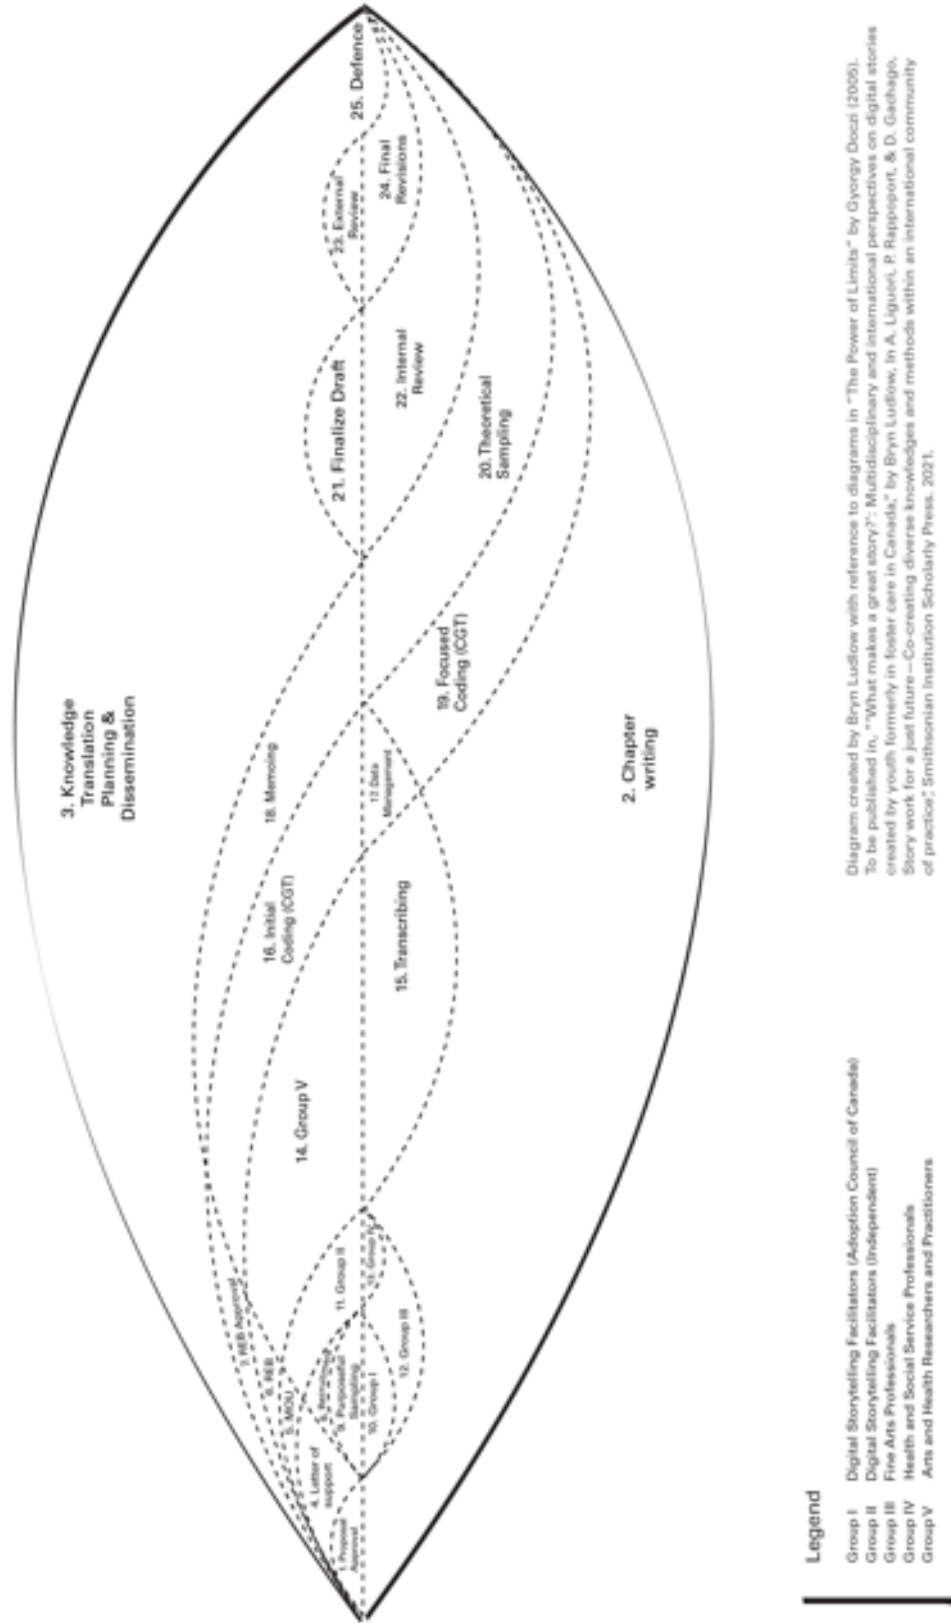 3. Knowledge
Translation
Planning &
Dissemination
1. Proposal
Approval
4. Letter of
support
5. MOU
6. REB
7. REB Approval
8. Recruitment
9. Purposeful
Sampling
10. Group I
11. Group II
12. Group III
13. Group IV
14. Group V
15. Transcribing
16. Initial
Coding (CGT)
17. Data
Management
18. Memoing
19. Focused
Coding (CGT)
20. Theoretical
Sampling
21. Finalize Draft
22. Internal
Review
23. External
Review
24. Final
Revisions
25. Defence
2. Chapter
writing
Legend
Group I Digital Storytelling Facilitators (Adoption Council of Canada)
Group II Digital Storytelling Facilitators (Independent)
Group III Fine Arts Professionals
Group IV Health and Social Service Professionals
Group V Arts and Health Researchers and Practitioners
Diagram created by Bryn Ludlow with reference to diagrams in "The Power of Limits" by Gyorgy Doczi (2005).
To be published in, "'What makes a great story?': Multidisciplinary and international perspectives on digital stories
created by youth formerly in foster care in Canada," by Bryn Ludlow, In A. Liguori, P. Rappoport, & D. Gachago,
Story work for a just future—Co-creating diverse knowledges and methods within an international community
of practice", Smithsonian Institution Scholarly Press. 2021.